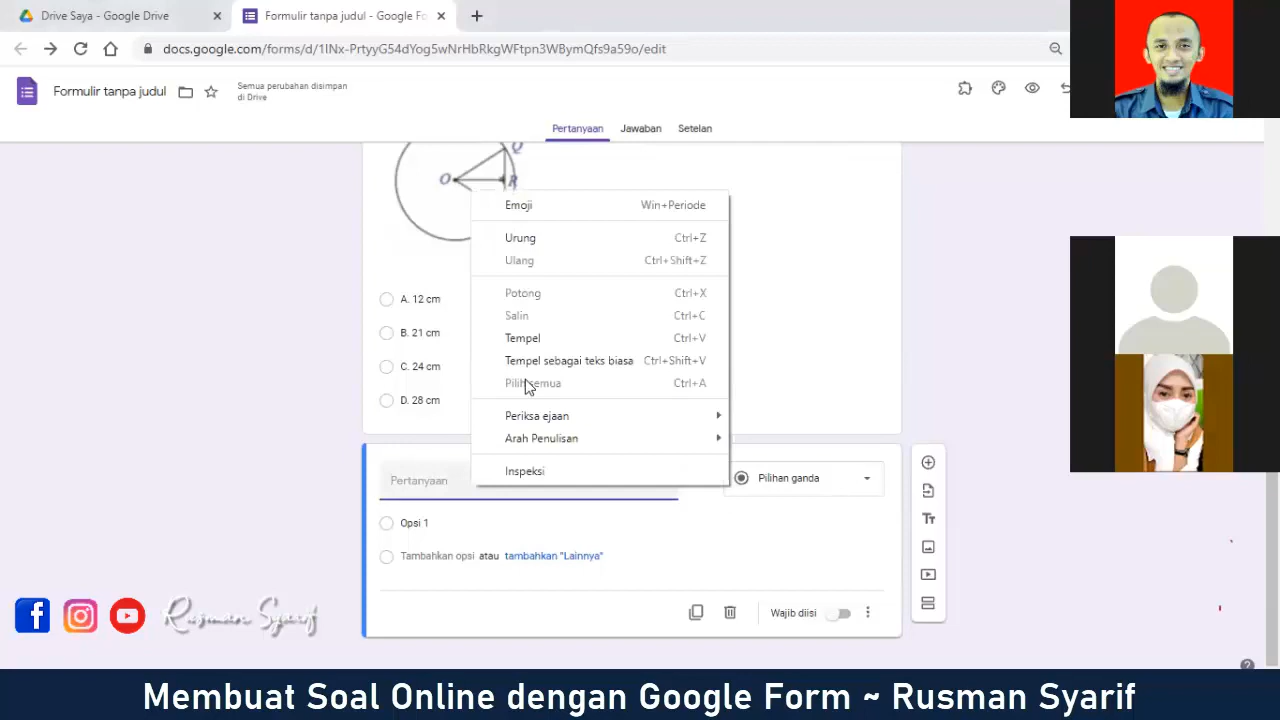 Drive Saya - Google Drive
Formulir tanpa judul - Google Fo
docs.google.com/forms/d/1INx-PrtyyG54dYog5wNrHbRkgWFtpn3WBymQfs9a59o/edit
Formulir tanpa judul
Semua perubahan disimpan
di Drive
Pertanyaan
Jawaban
Setelan
Q
O
R
Emoji Win+Periode
Urung Ctrl+Z
Ulang Ctrl+Shift+Z
Potong Ctrl+X
Salin Ctrl+C
Tempel Ctrl+V
Tempel sebagai teks biasa Ctrl+Shift+V
Pilih semua Ctrl+A
Periksa ejaan
Arah Penulisan
Inspeksi
A. 12 cm
B. 21 cm
C. 24 cm
D. 28 cm
Pertanyaan
Pilihan ganda
Opsi 1
Tambahkan opsi atau tambahkan "Lainnya"
Wajib diisi
Rusman Syarif
Membuat Soal Online dengan Google Form ~ Rusman Syarif